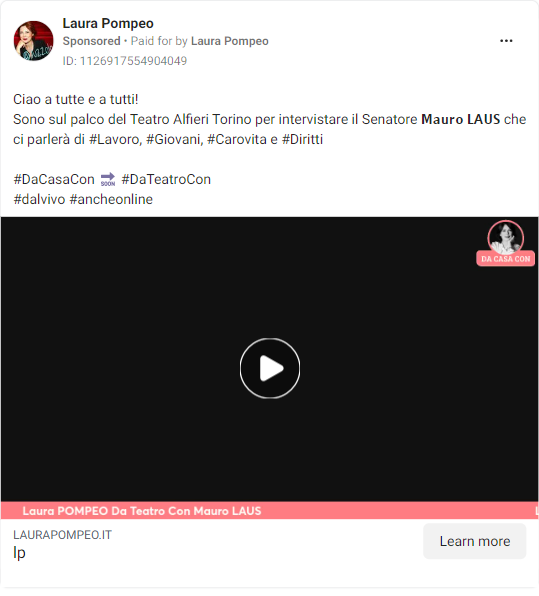 Laura Pompeo
Sponsored • Paid for by Laura Pompeo
ID: 1126917554904049
Ciao a tutte e a tutti!
Sono sul palco del Teatro Alfieri Torino per intervistare il Senatore 𝗠𝗮𝘂𝗿𝗼 𝗟𝗔𝗨𝗦 che
ci parlerà di #Lavoro, #Giovani, #Carovita e #Diritti
#DaCasaCon 🔜 #DaTeatroCon
#dalvivo #ancheonline
DA CASA CON
Laura POMPEO Da Teatro Con Mauro LAUS
LAURAPOMPEO.IT
lp
Learn more